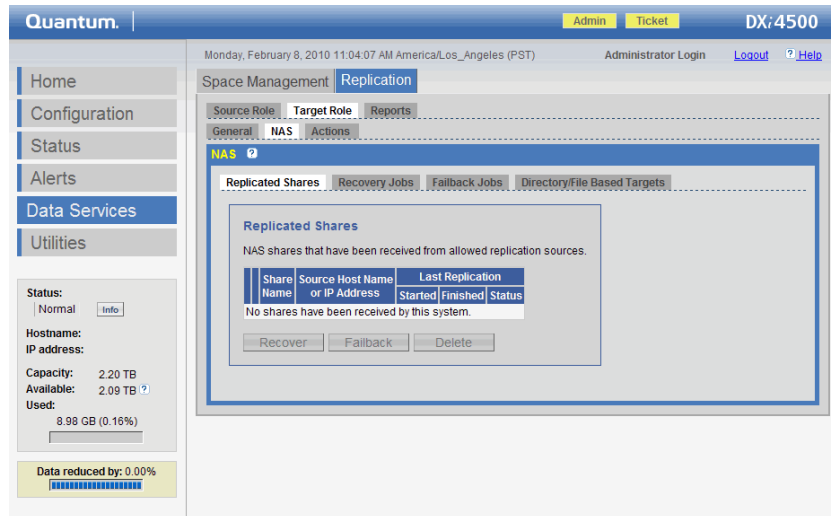 Quantum.
Admin Ticket
DXi4500
Monday, February 8, 2010 11:04:07 AM America/Los_Angeles (PST)
Administrator Login
Logout
? Help
Home
Configuration
Status
Alerts
Data Services
Utilities
Status:
Normal Info
Hostname:
IP address:
Capacity: 2.20 TB
Available: 2.09 TB ?
Used:
8.98 GB (0.16%)
Data reduced by: 0.00%
Space Management Replication
Source Role Target Role Reports
General NAS Actions
NAS ?
Replicated Shares Recovery Jobs Failback Jobs Directory/File Based Targets
Replicated Shares
NAS shares that have been received from allowed replication sources.
Share Name
Source Host Name or IP Address
Last Replication
Started Finished Status
No shares have been received by this system.
Recover Failback Delete